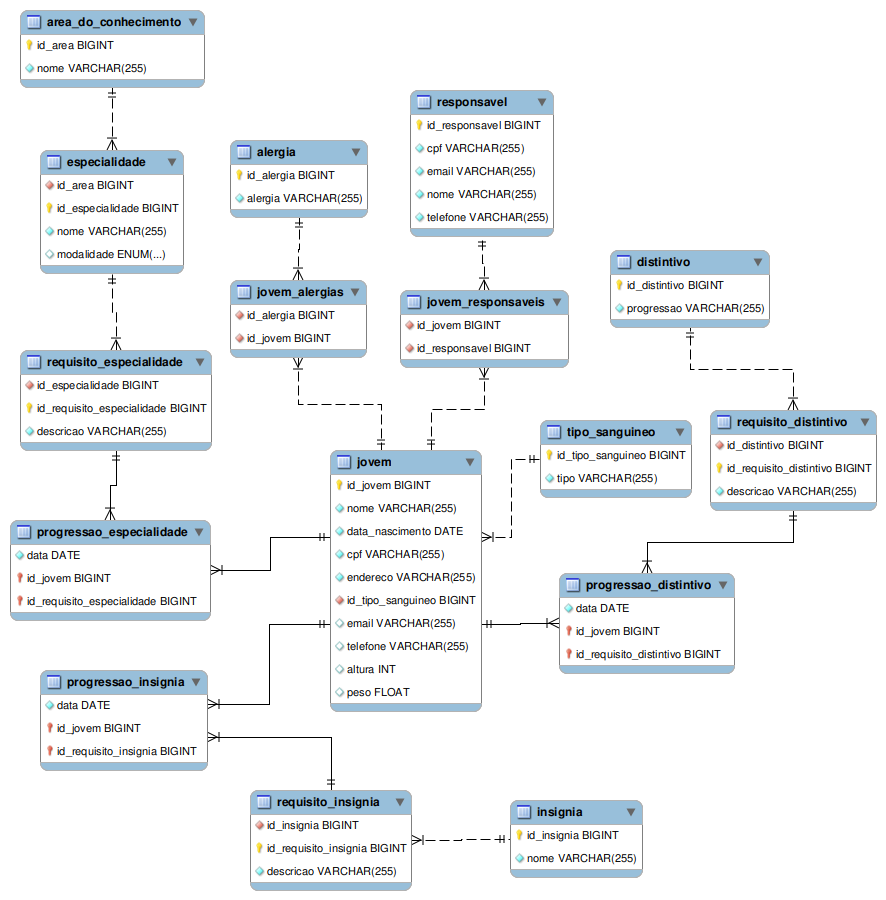 area_do_conhecimento
id_area BIGINT
nome VARCHAR(255)
especialidade
id_area BIGINT
id_especialidade BIGINT
nome VARCHAR(255)
modalidade ENUM(...)
alergia
id_alergia BIGINT
alergia VARCHAR(255)
responsavel
id_responsavel BIGINT
cpf VARCHAR(255)
email VARCHAR(255)
nome VARCHAR(255)
telefone VARCHAR(255)
distintivo
id_distintivo BIGINT
progressao VARCHAR(255)
jovem_alergias
id_alergia BIGINT
id_jovem BIGINT
jovem_responsaveis
id_jovem BIGINT
id_responsavel BIGINT
requisito_especialidade
id_especialidade BIGINT
id_requisito_especialidade BIGINT
descricao VARCHAR(255)
tipo_sanguineo
id_tipo_sanguineo BIGINT
tipo VARCHAR(255)
requisito_distintivo
id_distintivo BIGINT
id_requisito_distintivo BIGINT
descricao VARCHAR(255)
jovem
id_jovem BIGINT
nome VARCHAR(255)
data_nascimento DATE
cpf VARCHAR(255)
endereco VARCHAR(255)
id_tipo_sanguineo BIGINT
email VARCHAR(255)
telefone VARCHAR(255)
altura INT
peso FLOAT
progressao_especialidade
data DATE
id_jovem BIGINT
id_requisito_especialidade BIGINT
progressao_distintivo
data DATE
id_jovem BIGINT
id_requisito_distintivo BIGINT
progressao_insignia
data DATE
id_jovem BIGINT
id_requisito_insignia BIGINT
requisito_insignia
id_insignia BIGINT
id_requisito_insignia BIGINT
descricao VARCHAR(255)
insignia
id_insignia BIGINT
nome VARCHAR(255)